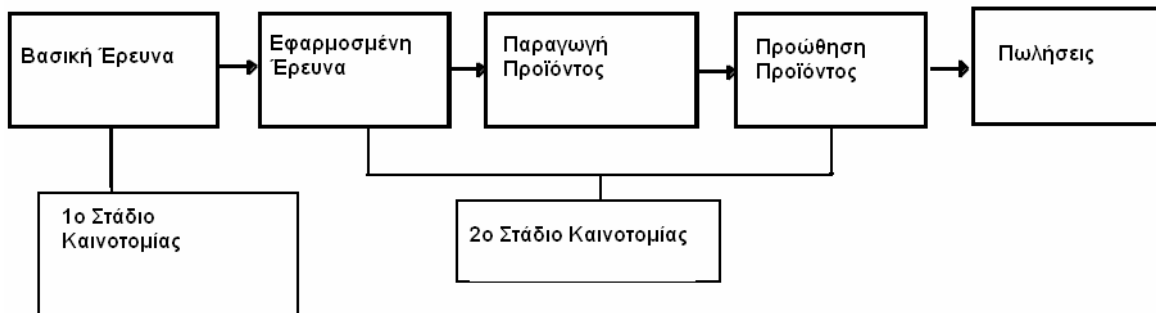 Βασική Έρευνα
Εφαρμοσμένη
Έρευνα
Παραγωγή
Προϊόντος
Προώθηση
Προϊόντος
Πωλήσεις
1ο Στάδιο
Καινοτομίας
2ο Στάδιο Καινοτομίας